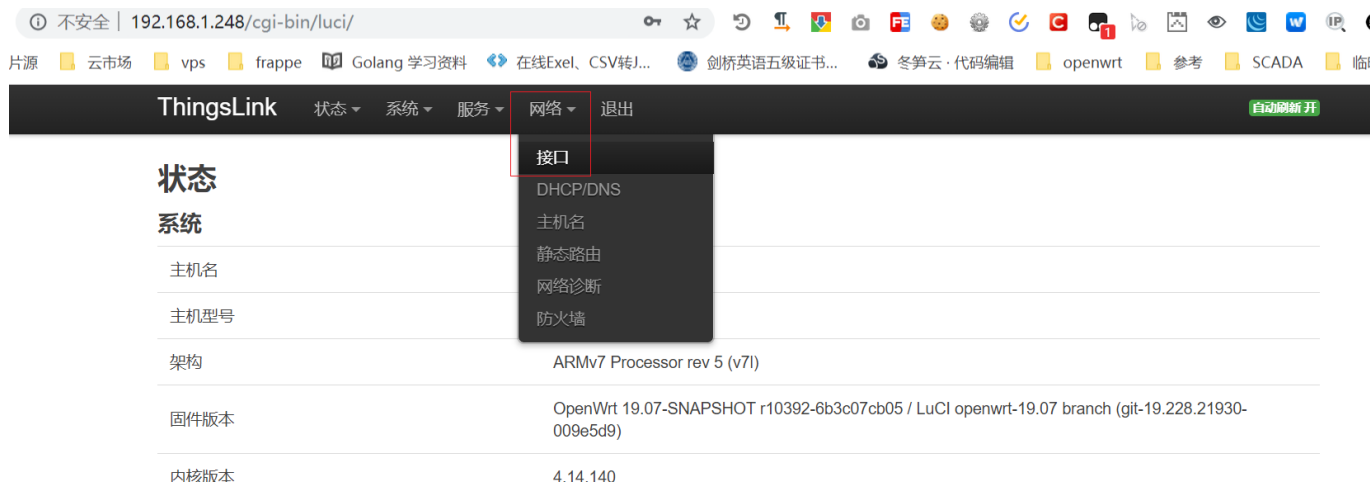 不安全 | 192.168.1.248/cgi-bin/luci/
片源 云市场 vps frappe Golang 学习资料 在线Exel、CSV转J... 剑桥英语五级证书... 冬笋云 · 代码编辑 openwrt 参考 SCADA 临
ThingsLink 状态 系统 服务 网络 退出 自动刷新 开
接口
DHCP/DNS
主机名
静态路由
网络诊断
防火墙
状态
系统
主机名
主机型号
架构 ARMv7 Processor rev 5 (v7l)
固件版本 OpenWrt 19.07-SNAPSHOT r10392-6b3c07cb05 / LuCI openwrt-19.07 branch (git-19.228.21930-
009e5d9)
内核版本 4.14.140